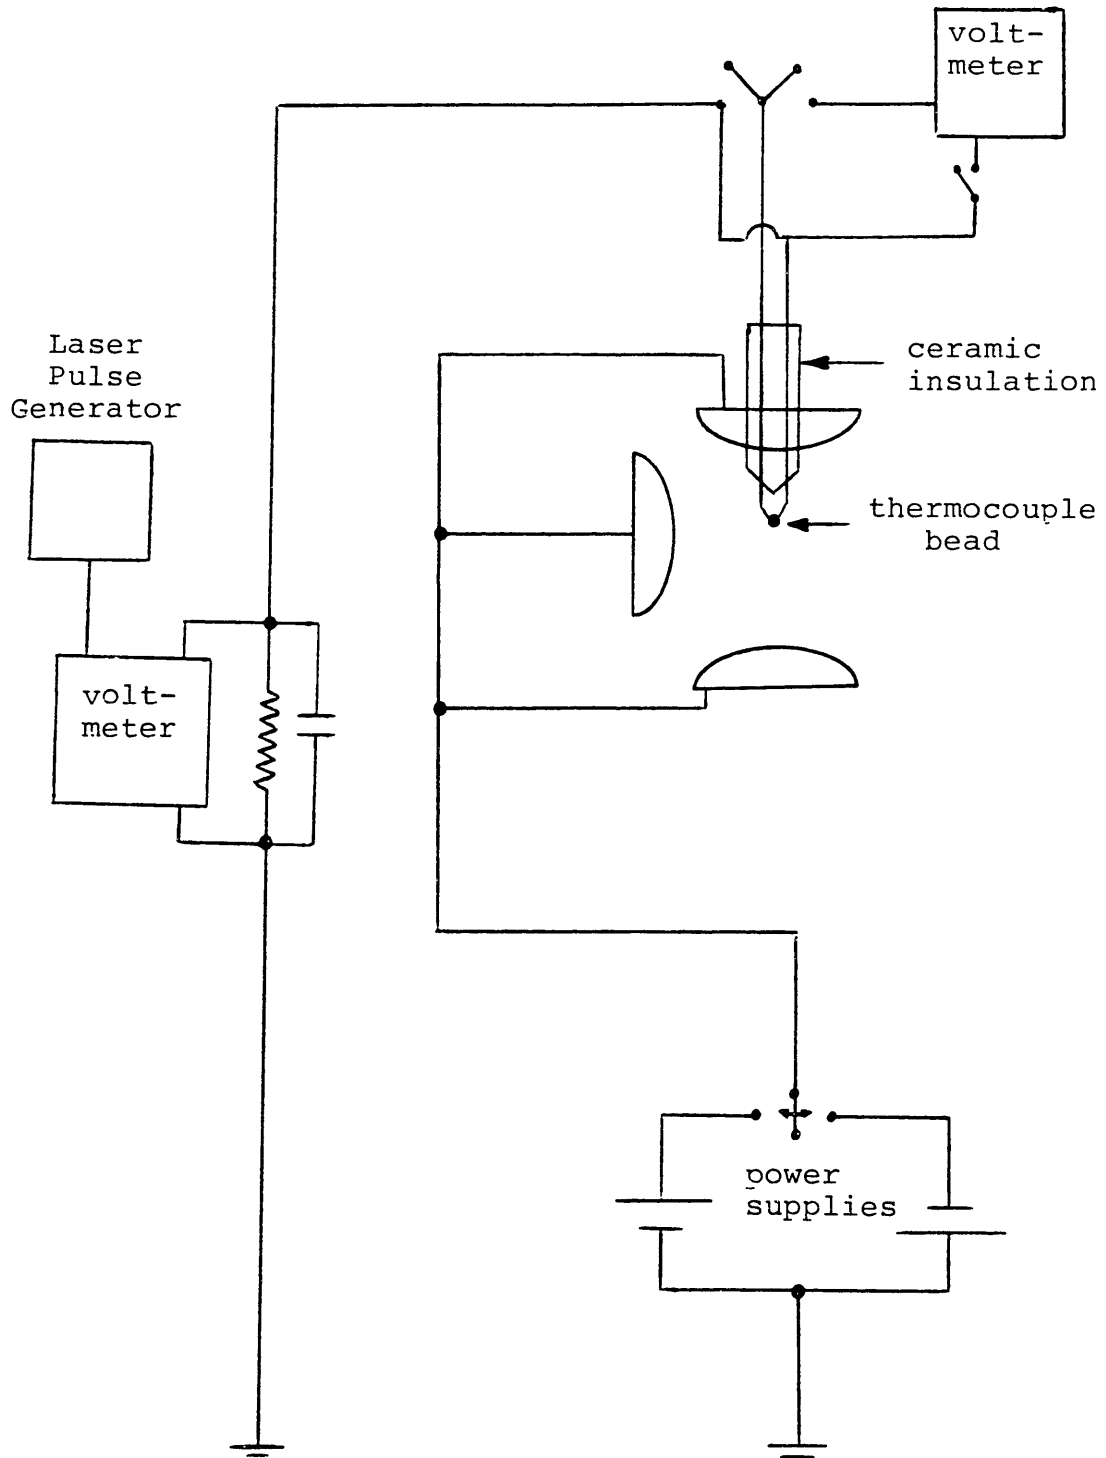 volt-
meter
Laser
Pulse
Generator
ceramic
insulation
thermocouple
bead
volt-
meter
power
supplies